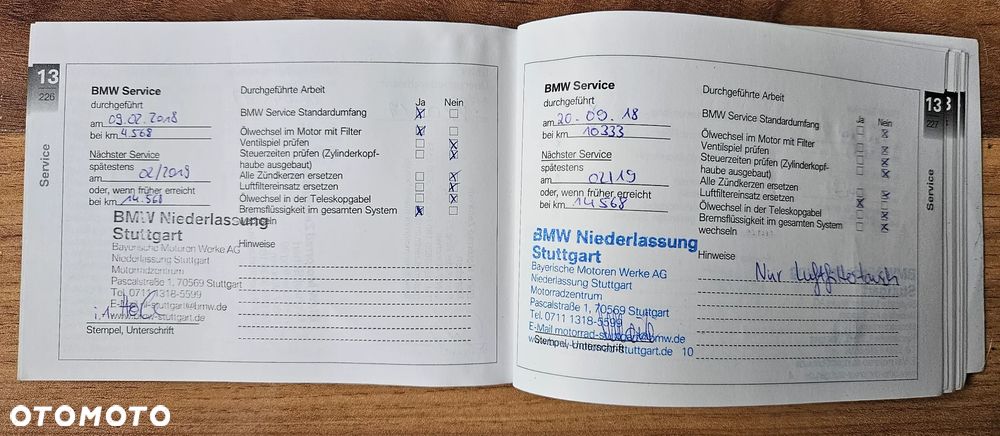 13
226
Service
BMW Service
durchgeführt
am 09.02.2018
bei km 4.568
Nächster Service
spätestens
am 02/2019
oder, wenn früher erreicht
bei km 14.568
BMW Niederlassung
Stuttgart
Bayerische Motoren Werke AG
Niederlassung Stuttgart
Motorradzentrum
Pascalstraße 1, 70569 Stuttgart
Tel. 0711 1318-5599
Stempel, Unterschrift
Durchgeführte Arbeit
Ja Nein
BMW Service Standardumfang
Ölwechsel im Motor mit Filter
Ventilspiel prüfen
Steuerzeiten prüfen (Zylinderkopf-
haube ausgebaut)
Alle Zündkerzen ersetzen
Luftfiltereinsatz ersetzen
Ölwechsel in der Teleskopgabel
Bremsflüssigkeit im gesamten System
wechseln
Hinweise
BMW Service
durchgeführt
am 20.09.18
bei km 10333
Nächster Service
spätestens
am 02/19
oder, wenn früher erreicht
bei km 14.568
BMW Niederlassung
Stuttgart
Bayerische Motoren Werke AG
Niederlassung Stuttgart
Motorradzentrum
Pascalstraße 1, 70569 Stuttgart
Tel. 0711 1318-5599
Stempel, Unterschrift
10
Durchgeführte Arbeit
Ja Nein
BMW Service Standardumfang
Ölwechsel im Motor mit Filter
Ventilspiel prüfen
Steuerzeiten prüfen (Zylinderkopf-
haube ausgebaut)
Alle Zündkerzen ersetzen
Luftfiltereinsatz ersetzen
Ölwechsel in der Teleskopgabel
Bremsflüssigkeit im gesamten System
wechseln
Hinweise
Nur Luftfiltertausch
13
227
Service
OTOMOTO